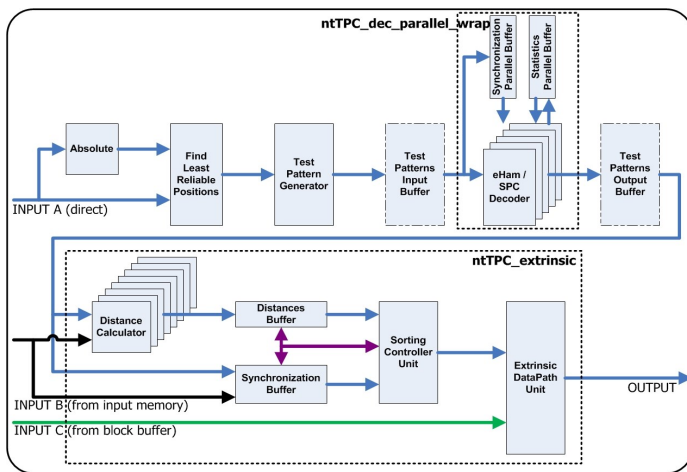 ntTPC_dec_parallel_wrap
Synchronization
Parallel Buffer
Statistics
Parallel Buffer
Absolute
Find
Least
Reliable
Positions
Test
Pattern
Generator
Test
Patterns
Input
Buffer
eHam /
SPC
Decoder
Test
Patterns
Output
Buffer
INPUT A (direct)
ntTPC_extrinsic
Distance
Calculator
Distances
Buffer
Synchronization
Buffer
Sorting
Controller
Unit
Extrinsic
DataPath
Unit
OUTPUT
INPUT B (from input memory)
INPUT C (from block buffer)